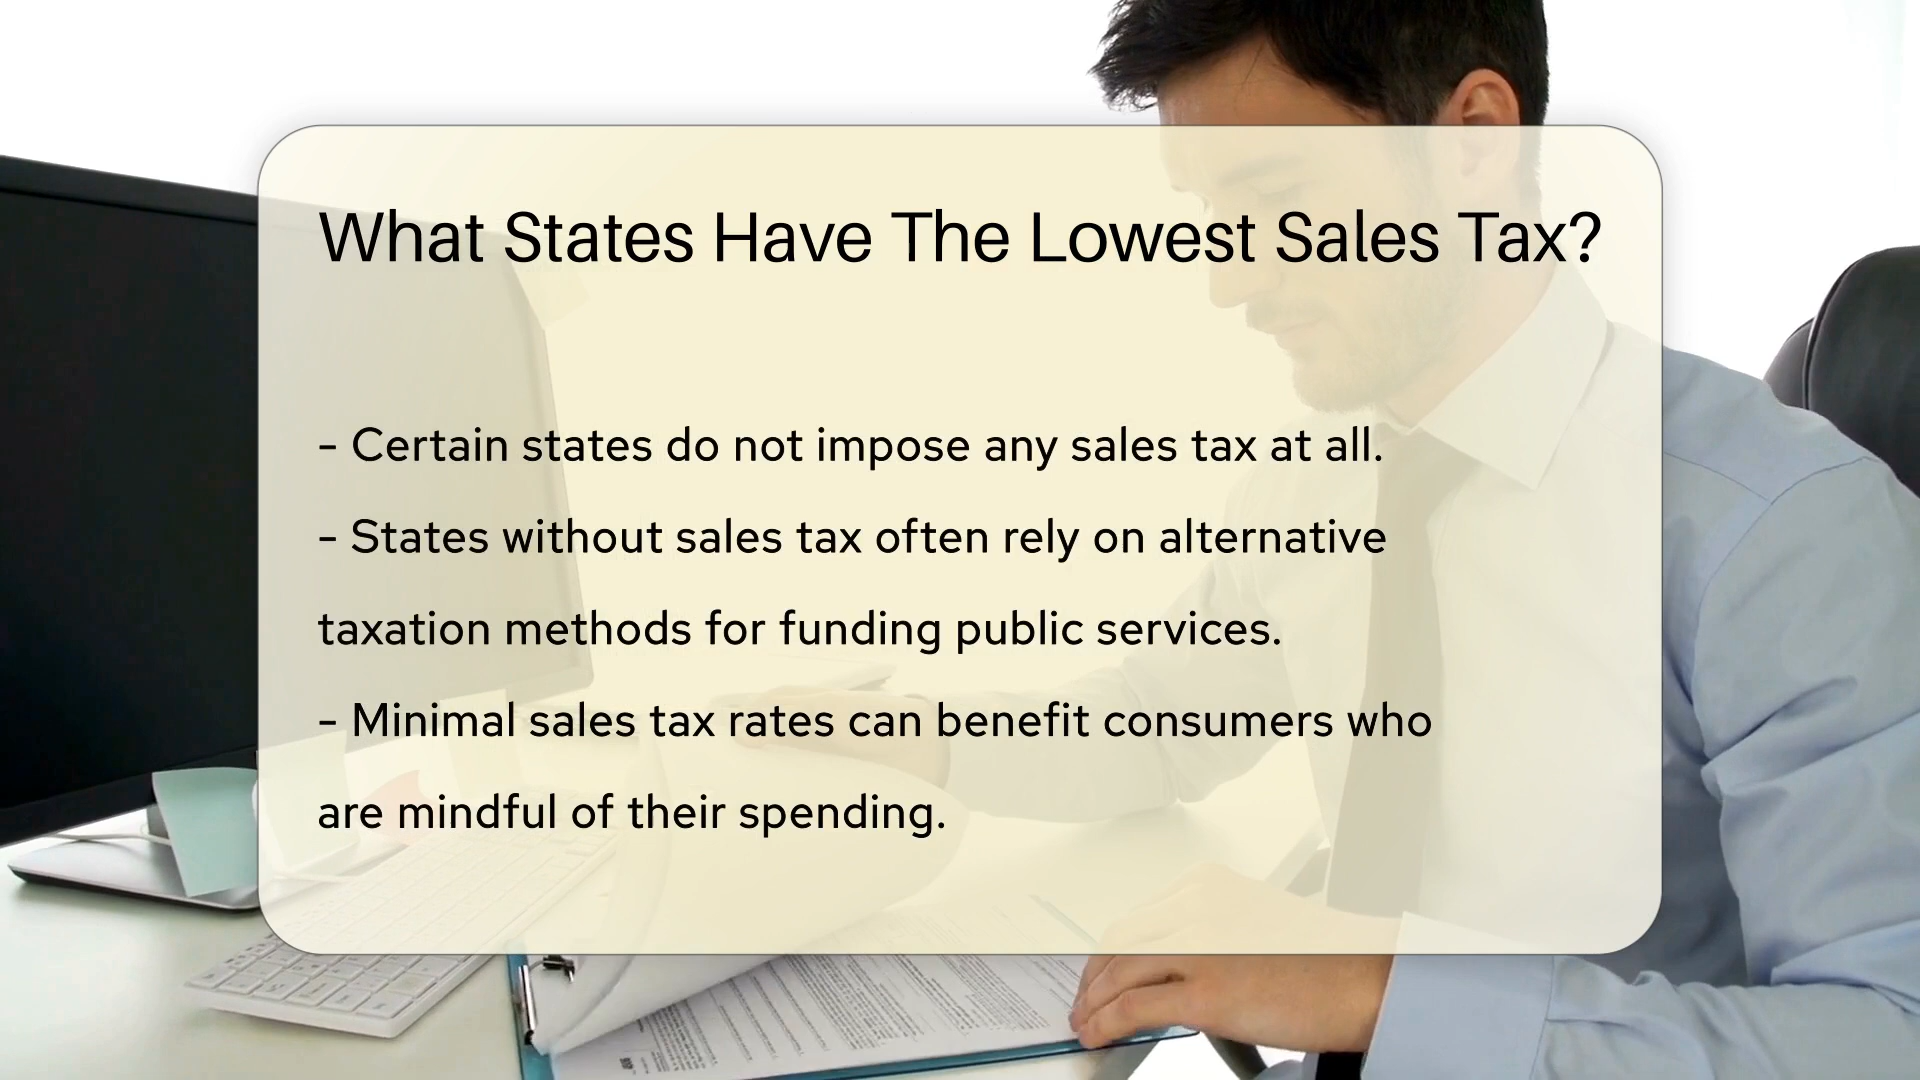 What States Have The Lowest Sales Tax?
- Certain states do not impose any sales tax at all.
- States without sales tax often rely on alternative
taxation methods for funding public services.
- Minimal sales tax rates can benefit consumers who
are mindful of their spending.